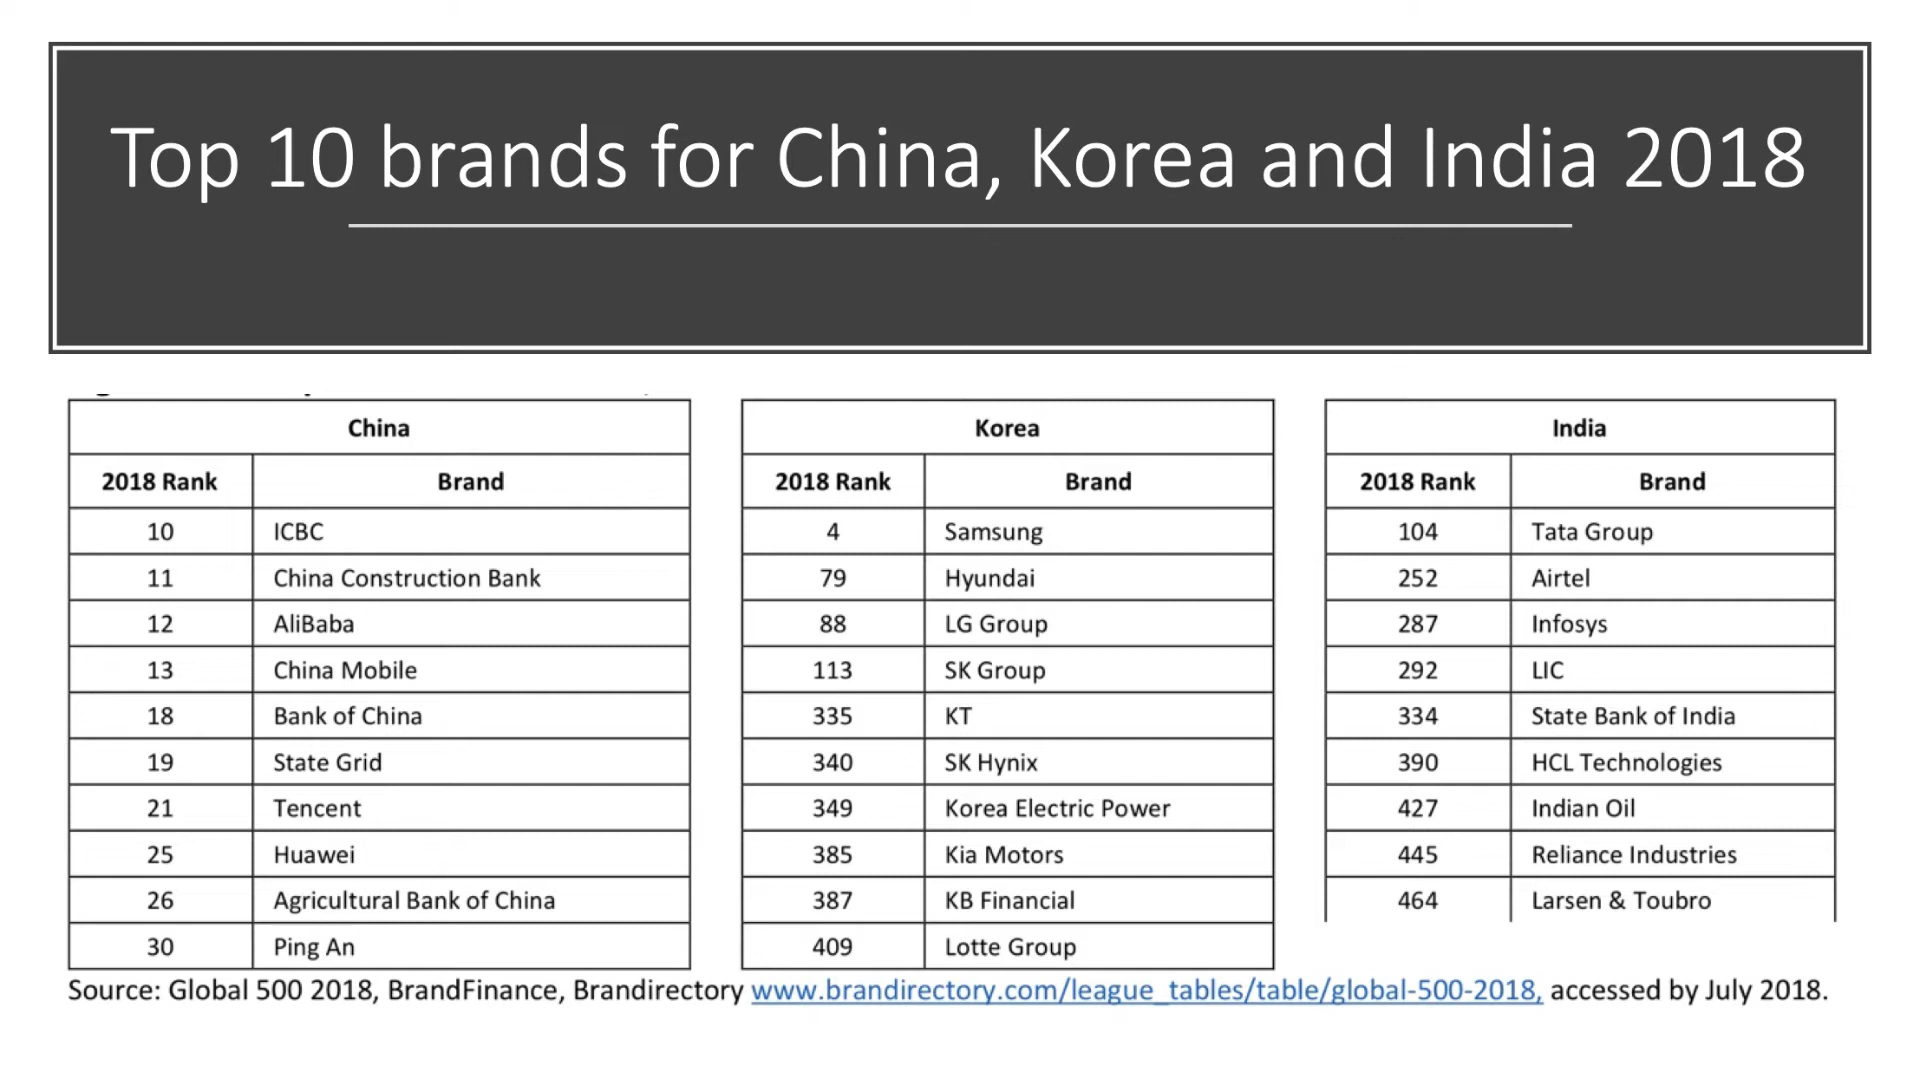 Top 10 brands for China, Korea and India 2018
China
2018 Rank Brand
10 ICBC
11 China Construction Bank
12 AliBaba
13 China Mobile
18 Bank of China
19 State Grid
21 Tencent
25 Huawei
26 Agricultural Bank of China
30 Ping An
Korea
2018 Rank Brand
4 Samsung
79 Hyundai
88 LG Group
113 SK Group
335 KT
340 SK Hynix
349 Korea Electric Power
385 Kia Motors
387 KB Financial
409 Lotte Group
India
2018 Rank Brand
104 Tata Group
252 Airtel
287 Infosys
292 LIC
334 State Bank of India
390 HCL Technologies
427 Indian Oil
445 Reliance Industries
464 Larsen & Toubro
Source: Global 500 2018, BrandFinance, Brandirectory www.brandirectory.com/league_tables/table/global-500-2018, accessed by July 2018.